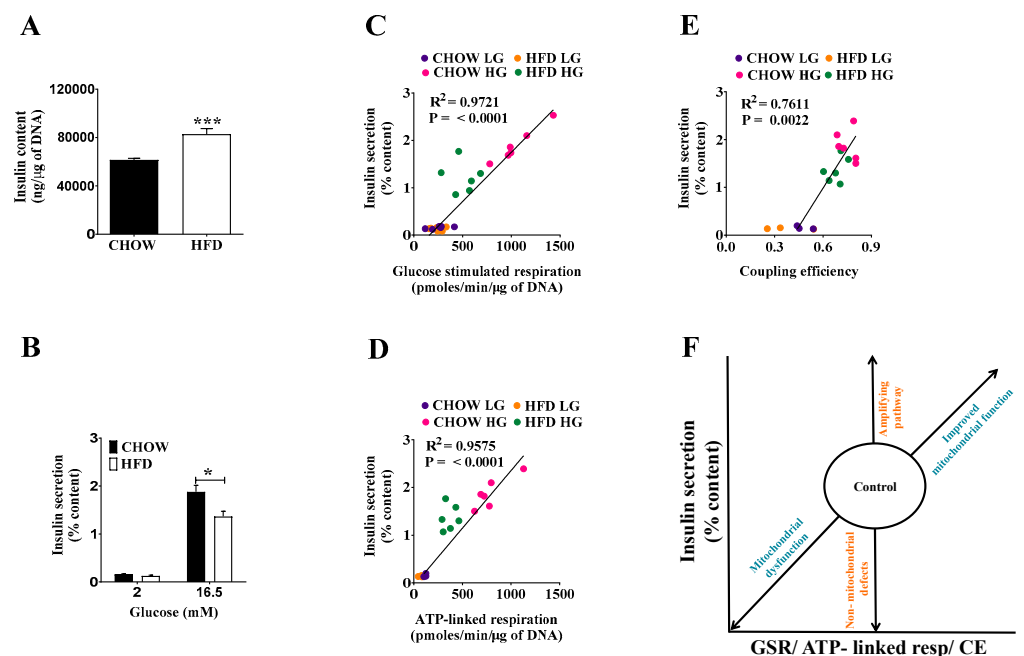 A
Insulin content
(ng/µg of DNA)
120000
80000
40000
0
***
CHOW
HFD
B
Insulin secretion
(% content)
3
2
1
0
CHOW
HFD
*
2
16.5
Glucose (mM)
C
CHOW LG
HFD LG
CHOW HG
HFD HG
R² = 0.9721
P = < 0.0001
Insulin secretion
(% content)
3
2
1
0
0
500
1000
1500
Glucose stimulated respiration
(pmoles/min/µg of DNA)
D
CHOW LG
HFD LG
CHOW HG
HFD HG
R² = 0.9575
P = < 0.0001
Insulin secretion
(% content)
3
2
1
0
0
500
1000
1500
ATP-linked respiration
(pmoles/min/µg of DNA)
E
CHOW LG
HFD LG
CHOW HG
HFD HG
R² = 0.7611
P = 0.0022
Insulin secretion
(% content)
3
2
1
0
0.0
0.3
0.6
0.9
Coupling efficiency
F
Insulin secretion
(% content)
Amplifying
pathway
Improved
mitochondrial function
Control
Mitochondrial
dysfunction
Non- mitochondrial
defects
GSR/ ATP- linked resp/ CE